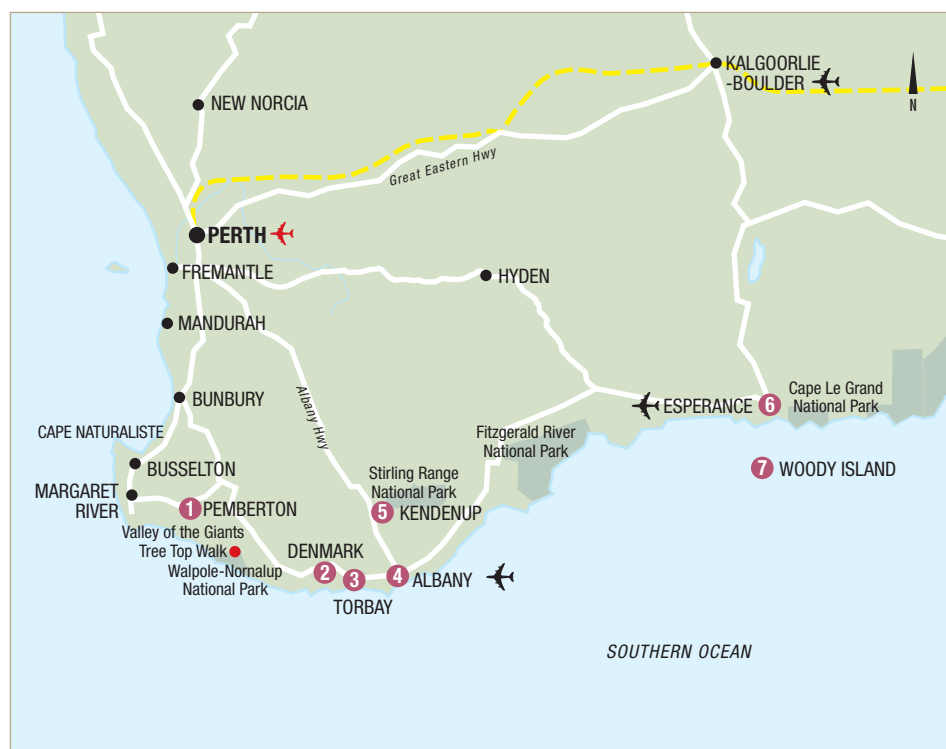 KALGOORLIE
-BOULDER
N
NEW NORCIA
Great Eastern Hwy
PERTH
FREMANTLE
HYDEN
MANDURAH
Albany Hwy
BUNBURY
ESPERANCE
6
Cape Le Grand
National Park
CAPE NATURALISTE
Fitzgerald River
National Park
BUSSELTON
7
WOODY ISLAND
Stirling Range
National Park
MARGARET
RIVER
1
PEMBERTON
5
KENDENUP
Valley of the Giants
Tree Top Walk
Walpole-Nornalup
National Park
DENMARK
2
3
TORBAY
4
ALBANY
SOUTHERN OCEAN